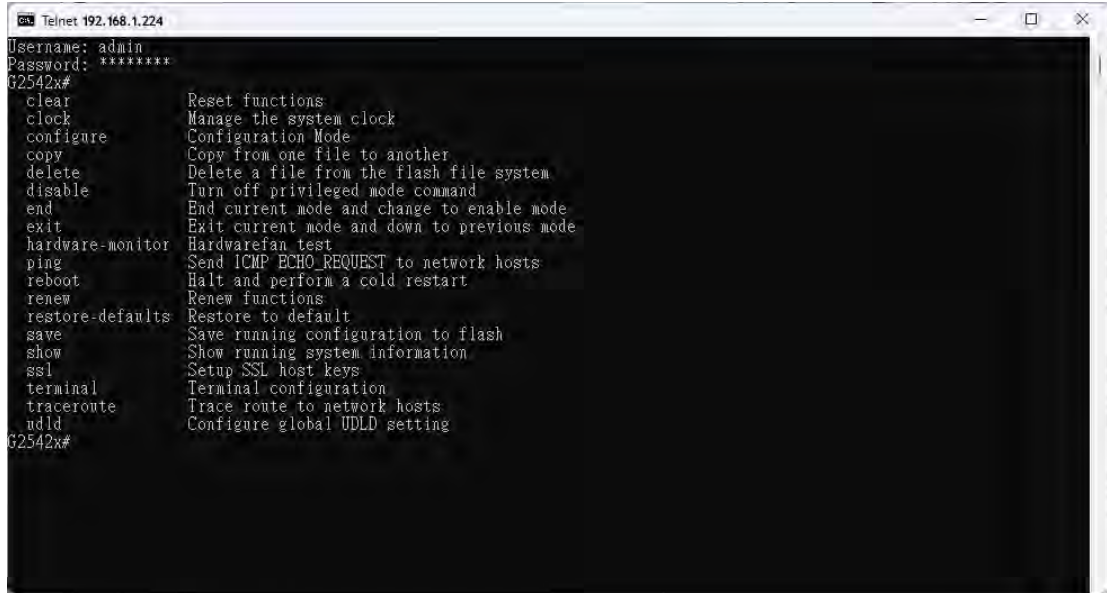 Telnet 192.168.1.224
Username: admin
Password: ********
G2542x#
clear Reset functions
clock Manage the system clock
configure Configuration Mode
copy Copy from one file to another
delete Delete a file from the flash file system
disable Turn off privileged mode command
end End current mode and change to enable mode
exit Exit current mode and down to previous mode
hardware-monitor Hardwarefan test
ping Send ICMP ECHO_REQUEST to network hosts
reboot Halt and perform a cold restart
renew Renew functions
restore-defaults Restore to default
save Save running configuration to flash
show Show running system information
ssl Setup SSL host keys
terminal Terminal configuration
traceroute Trace route to network hosts
udld Configure global UDLD setting
G2542x#